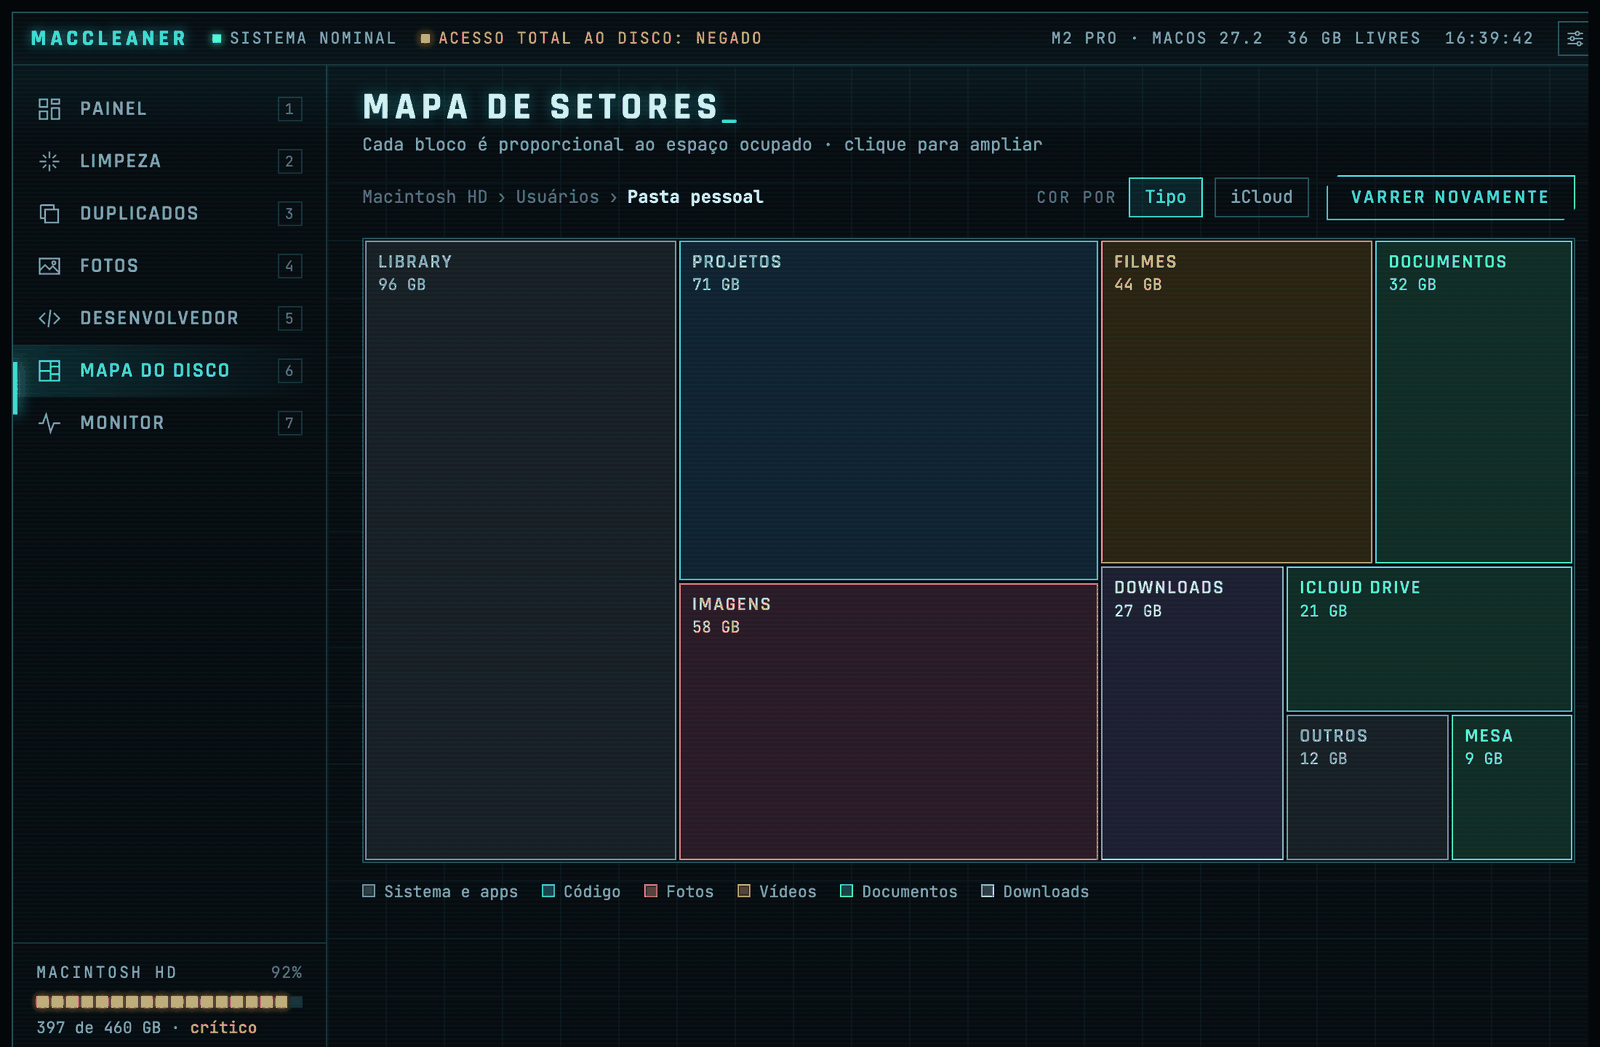 MACCLEANER SISTEMA NOMINAL ACESSO TOTAL AO DISCO: NEGADO M2 PRO · MACOS 27.2 36 GB LIVRES 16:39:42
PAINEL 1
LIMPEZA 2
DUPLICADOS 3
FOTOS 4
DESENVOLVEDOR 5
MAPA DO DISCO 6
MONITOR 7
MACINTOSH HD 92%
397 de 460 GB · crítico
MAPA DE SETORES_
Cada bloco é proporcional ao espaço ocupado · clique para ampliar
Macintosh HD › Usuários › Pasta pessoal COR POR Tipo iCloud VARRER NOVAMENTE
LIBRARY
96 GB
PROJETOS
71 GB
IMAGENS
58 GB
FILMES
44 GB
DOCUMENTOS
32 GB
DOWNLOADS
27 GB
ICLOUD DRIVE
21 GB
OUTROS
12 GB
MESA
9 GB
Sistema e apps Código Fotos Vídeos Documentos Downloads